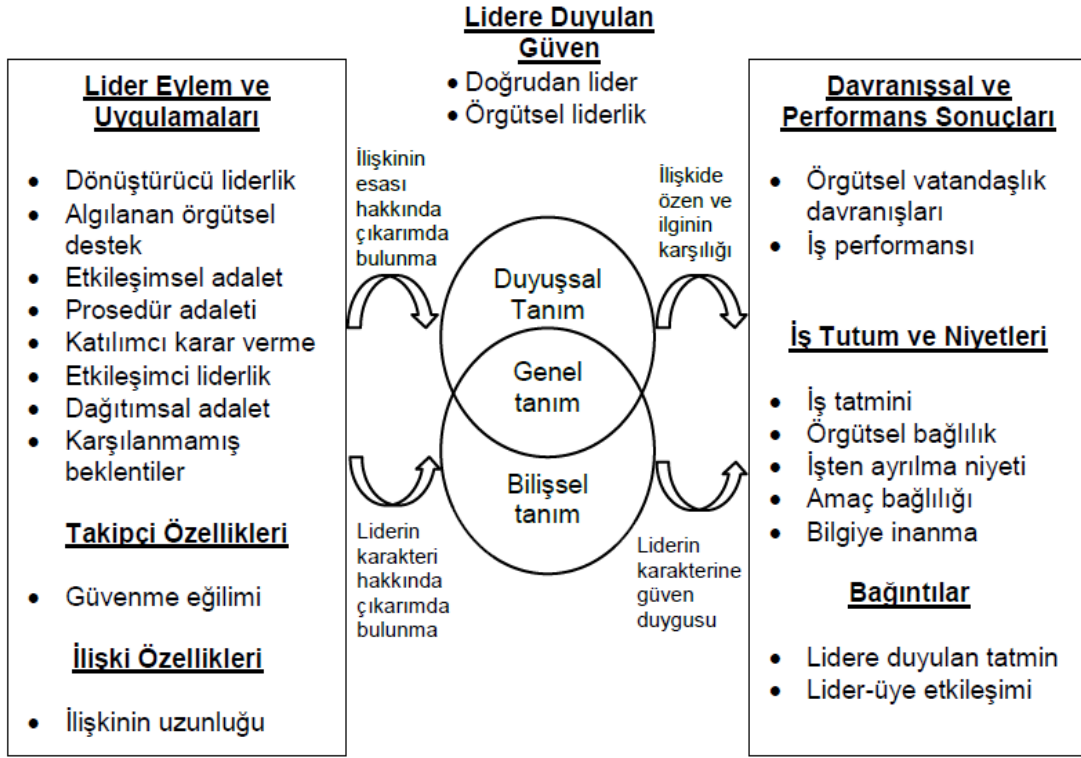 Lidere Duyulan
Güven
• Doğrudan lider
• Örgütsel liderlik
Lider Eylem ve
Uygulamaları
• Dönüştürücü liderlik
• Algılanan örgütsel
destek
• Etkileşimsel adalet
• Prosedür adaleti
• Katılımcı karar verme
• Etkileşimci liderlik
• Dağıtımsal adalet
• Karşılanmamış
beklentiler
Takipçi Özellikleri
• Güvenme eğilimi
İlişki Özellikleri
• İlişkinin uzunluğu
İlişkinin
esası
hakkında
çıkarımda
bulunma
Liderin
karakteri
hakkında
çıkarımda
bulunma
Duyuşsal
Tanım
Genel
tanım
Bilişsel
tanım
İlişkide
özen ve
ilginin
karşılığı
Liderin
karakterine
güven
duygusu
Davranışsal ve
Performans Sonuçları
• Örgütsel vatandaşlık
davranışları
• İş performansı
İş Tutum ve Niyetleri
• İş tatmini
• Örgütsel bağlılık
• İşten ayrılma niyeti
• Amaç bağlılığı
• Bilgiye inanma
Bağıntılar
• Lidere duyulan tatmin
• Lider-üye etkileşimi